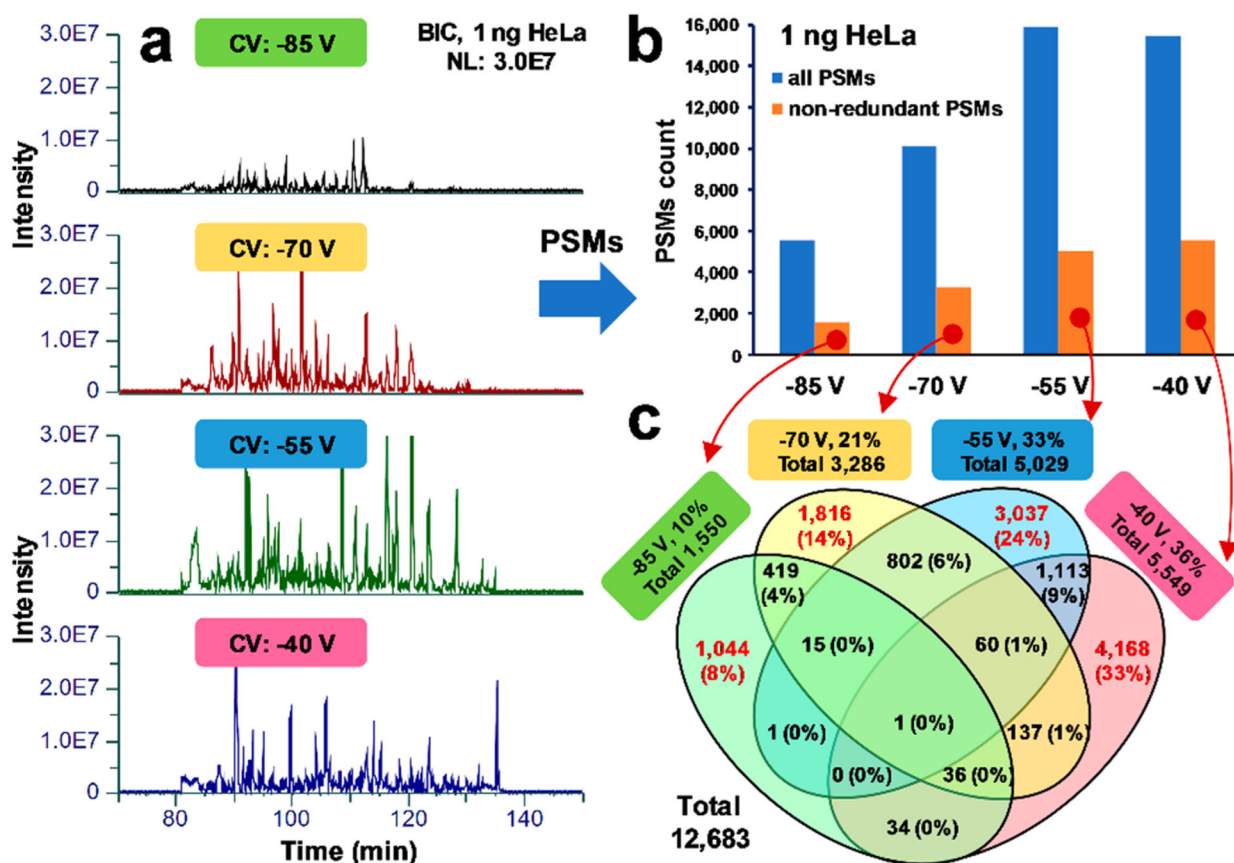 a
CV: -85 V
BIC, 1 ng HeLa
NL: 3.0E7
3.0E7
2.0E7
1.0E7
0
Intensity
CV: -70 V
3.0E7
2.0E7
1.0E7
0
CV: -55 V
3.0E7
2.0E7
1.0E7
0
Intensity
CV: -40 V
3.0E7
2.0E7
1.0E7
0
80
100
120
140
Time (min)
PSMs
b
1 ng HeLa
all PSMs
non-redundant PSMs
PSMs count
16,000
14,000
12,000
10,000
8,000
6,000
4,000
2,000
0
-85 V
-70 V
-55 V
-40 V
c
-85 V, 10%
Total 1,550
-70 V, 21%
Total 3,286
-55 V, 33%
Total 5,029
-40 V, 36%
Total 5,549
1,816
(14%)
3,037
(24%)
802 (6%)
419
(4%)
1,113
(9%)
1,044
(8%)
15 (0%)
60 (1%)
4,168
(33%)
1 (0%)
1 (0%)
137 (1%)
0 (0%)
36 (0%)
34 (0%)
Total
12,683